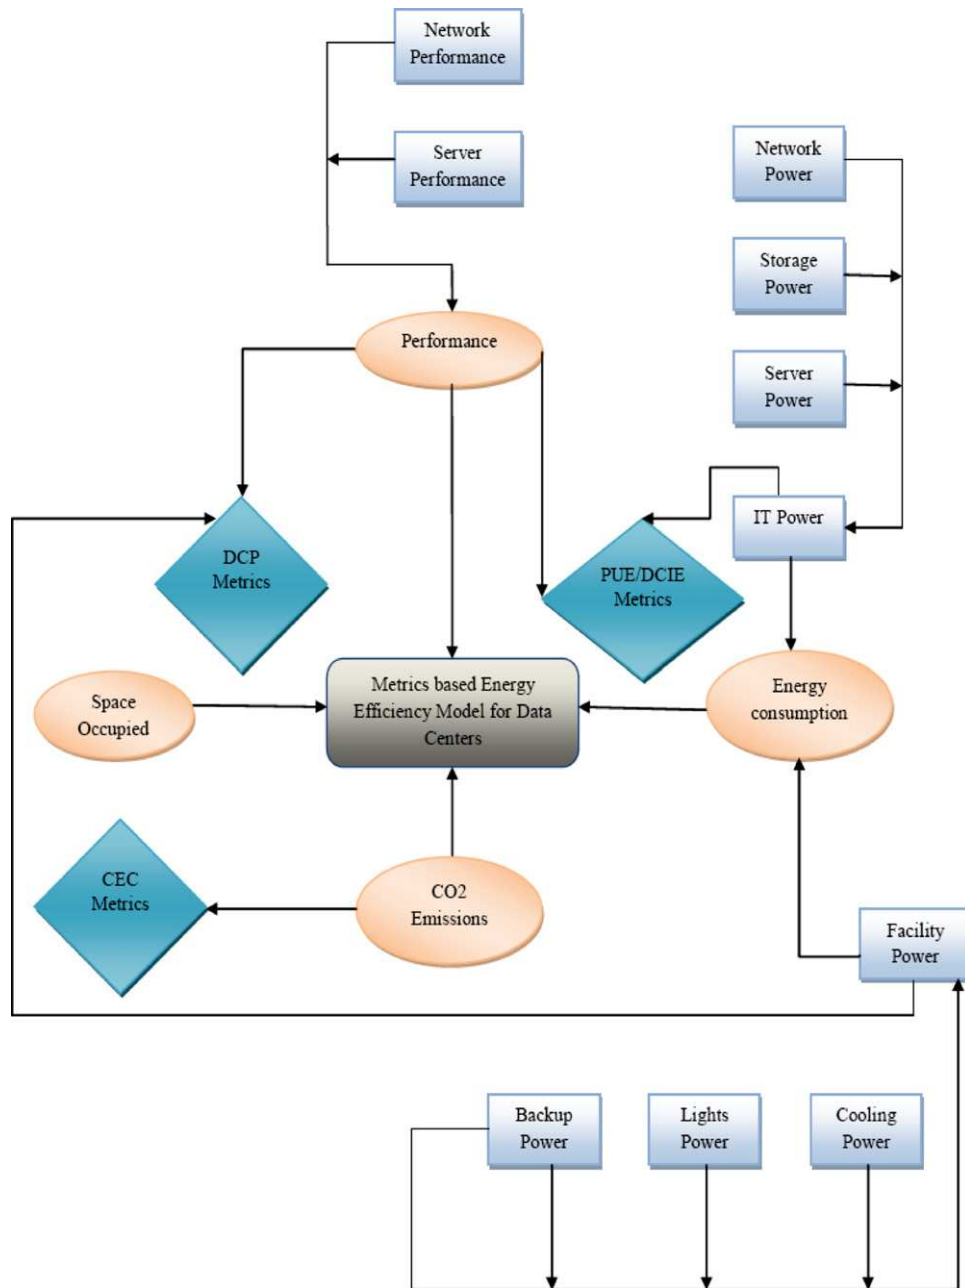 Network
Performance
Server
Performance
Network
Power
Storage
Power
Performance
Server
Power
IT Power
DCP
Metrics
PUE/DCIE
Metrics
Space
Occupied
Metrics based Energy
Efficiency Model for Data
Centers
Energy
consumption
CEC
Metrics
CO2
Emissions
Facility
Power
Backup
Power
Lights
Power
Cooling
Power